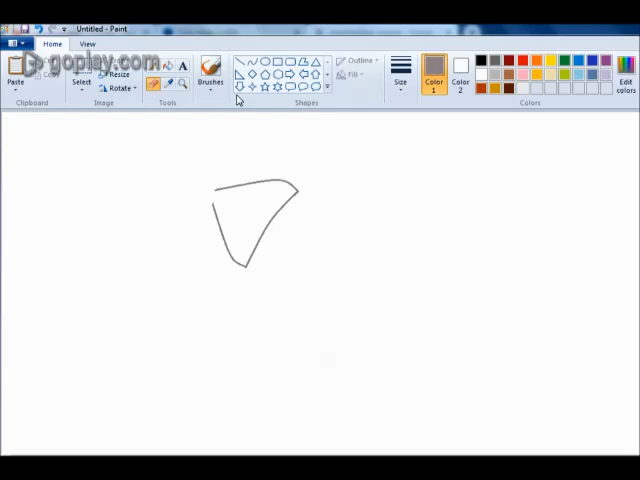 Untitled - Paint
Home View
goplay.com
Paste
Copy
Select
Resize
Rotate
A
Brushes
Outline
Fill
Size
Color 1
Color 2
Edit colors
Clipboard
Image
Tools
Shapes
Colors